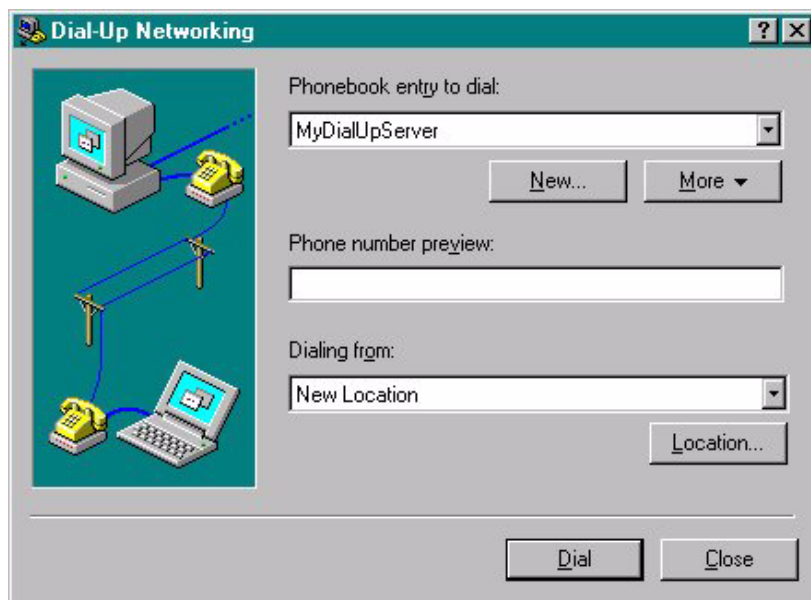 Dial-Up Networking
Phonebook entry to dial:
MyDialUpServer
New...
More
Phone number preview:
Dialing from:
New Location
Location...
Dial
Close